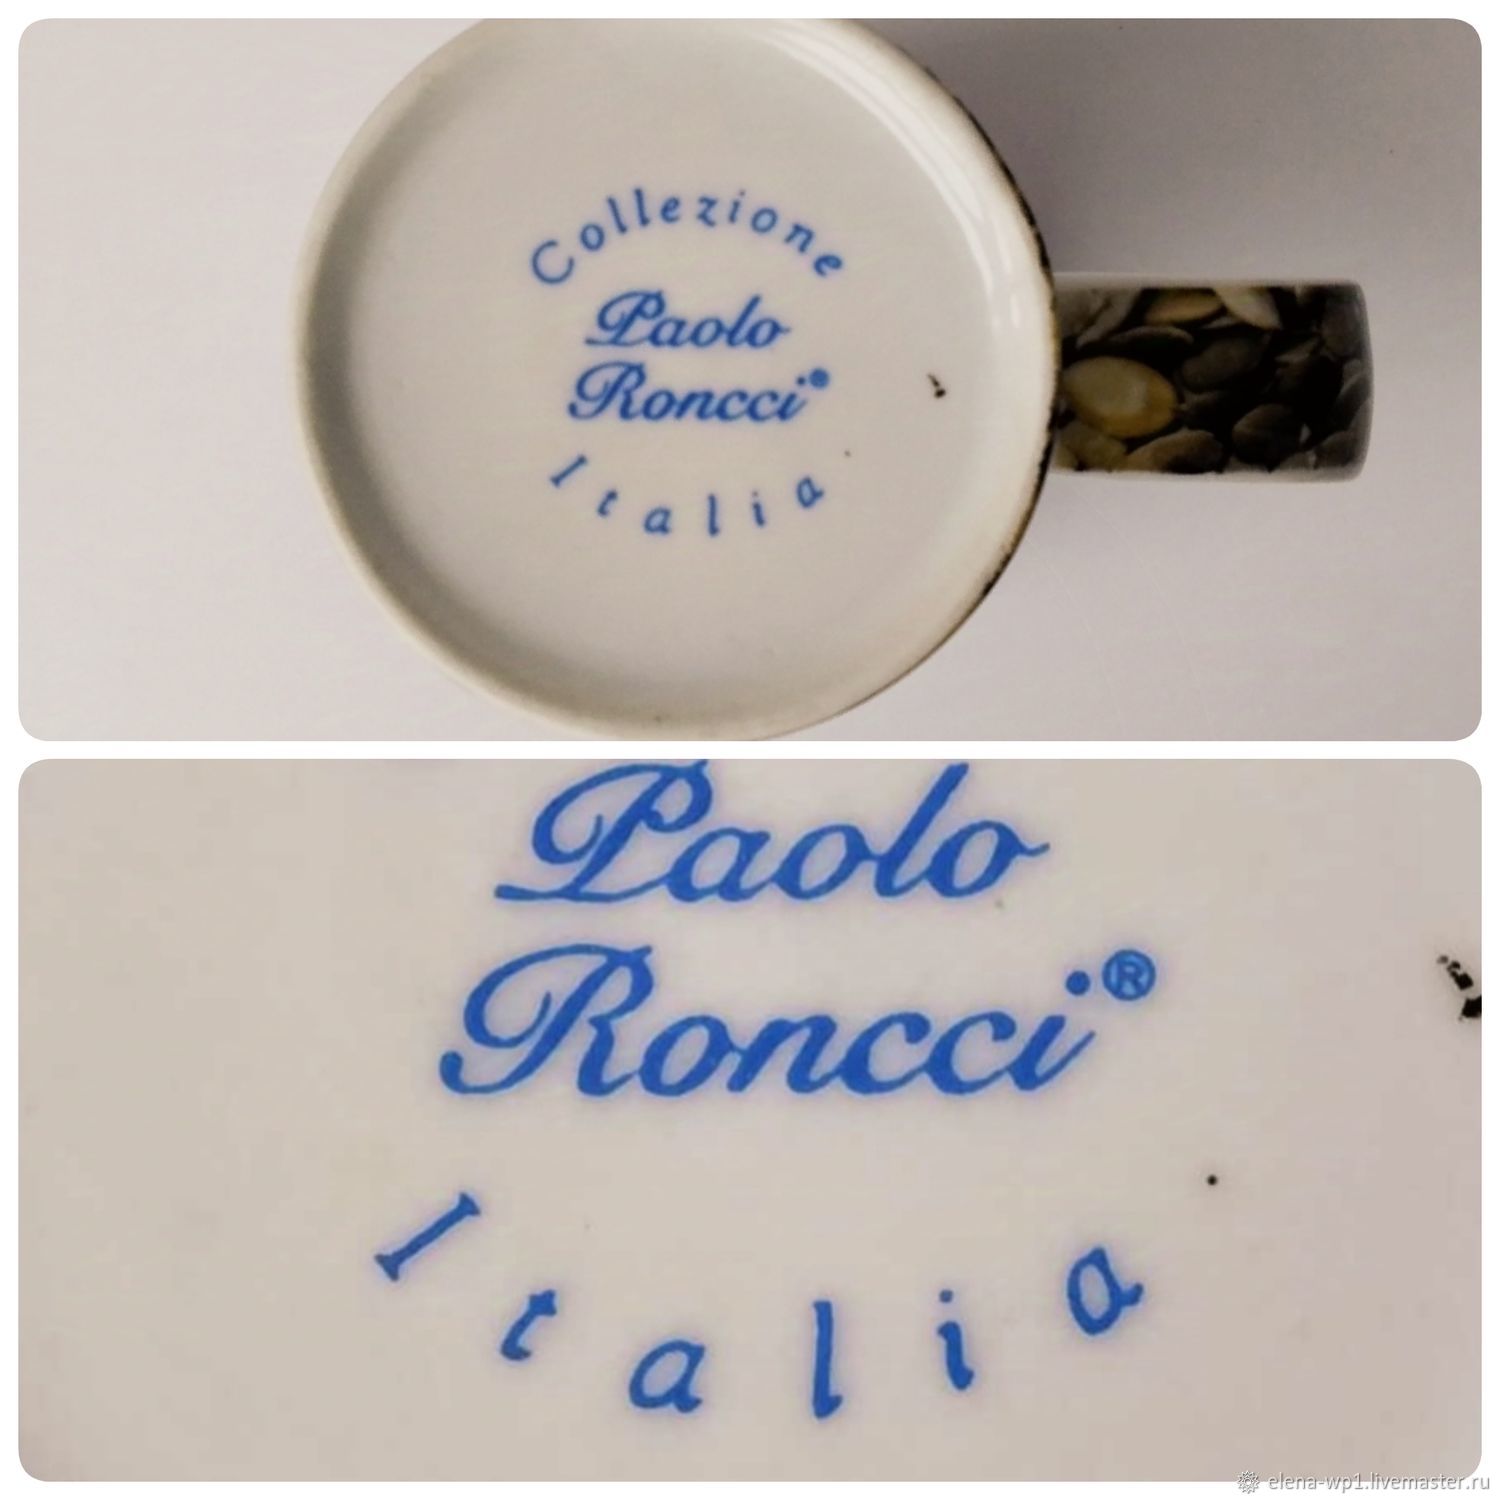 Collezione
Paolo
Roncci®
Italia
Paolo
Roncci®
Italia
elena-wp1.livemaster.ru